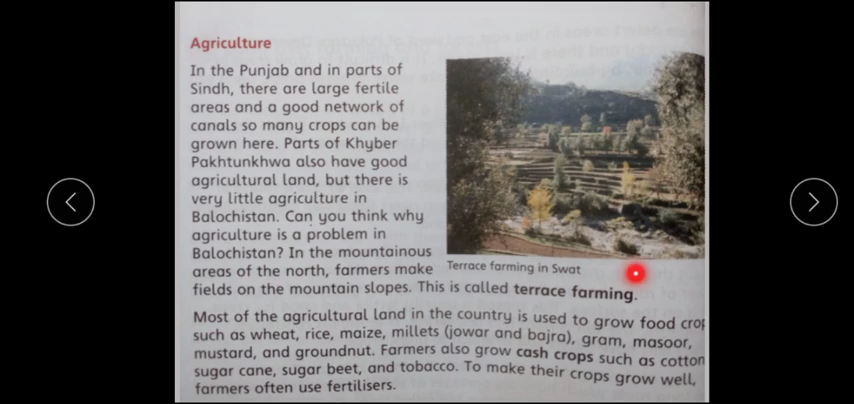 Agriculture
In the Punjab and in parts of
Sindh, there are large fertile
areas and a good network of
canals so many crops can be
grown here. Parts of Khyber
Pakhtunkhwa also have good
agricultural land, but there is
very little agriculture in
Balochistan. Can you think why
agriculture is a problem in
Balochistan? In the mountainous
areas of the north, farmers make
fields on the mountain slopes. This is called terrace farming.
Terrace farming in Swat
Most of the agricultural land in the country is used to grow food crop
such as wheat, rice, maize, millets (jowar and bajra), gram, masoor,
mustard, and groundnut. Farmers also grow cash crops such as cotton
sugar cane, sugar beet, and tobacco. To make their crops grow well,
farmers often use fertilisers.